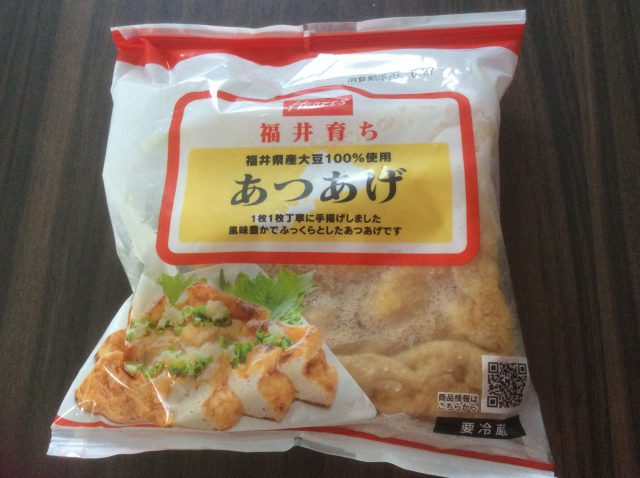 Hearts
福井育ち
福井県産大豆100%使用
あつあげ
1枚1枚丁寧に手揚げしました
風味豊かでふっくらとしたあつあげです
商品情報は
こちらから
要冷蔵